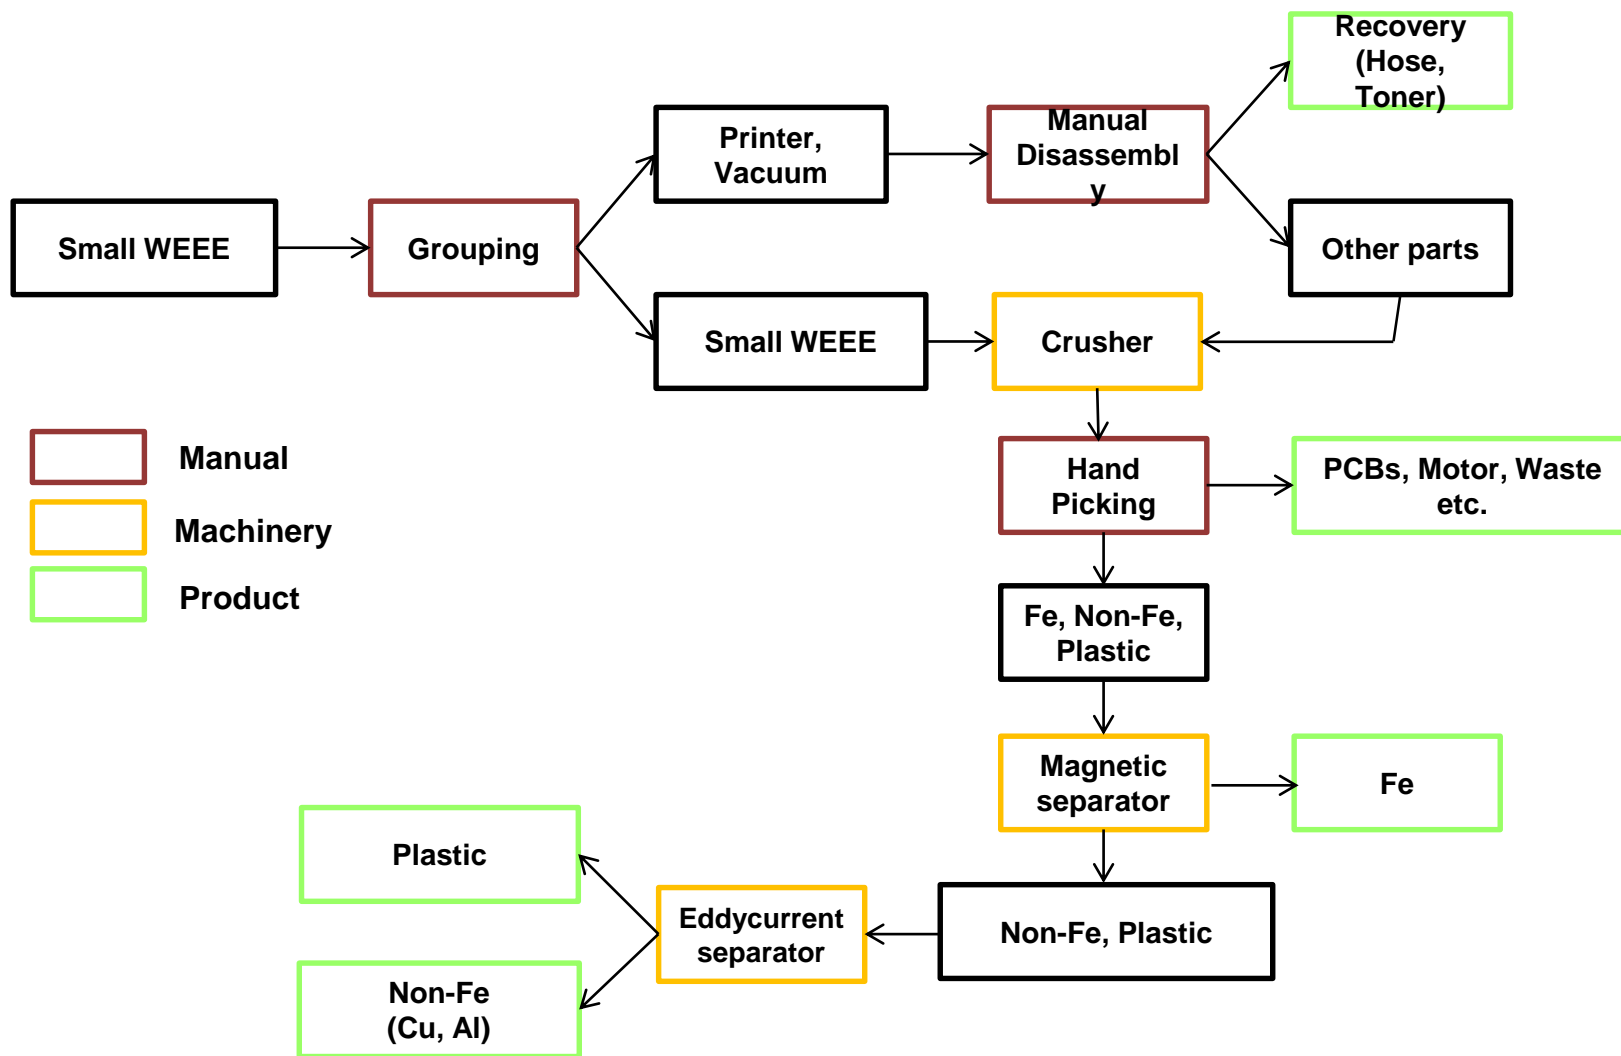 Recovery
(Hose,
Toner)
Printer,
Vacuum
Manual
Disassembl
y
Small WEEE
Grouping
Other parts
Small WEEE
Crusher
Manual
Machinery
Product
Hand
Picking
PCBs, Motor, Waste
etc.
Fe, Non-Fe,
Plastic
Magnetic
separator
Fe
Plastic
Eddycurrent
separator
Non-Fe, Plastic
Non-Fe
(Cu, Al)